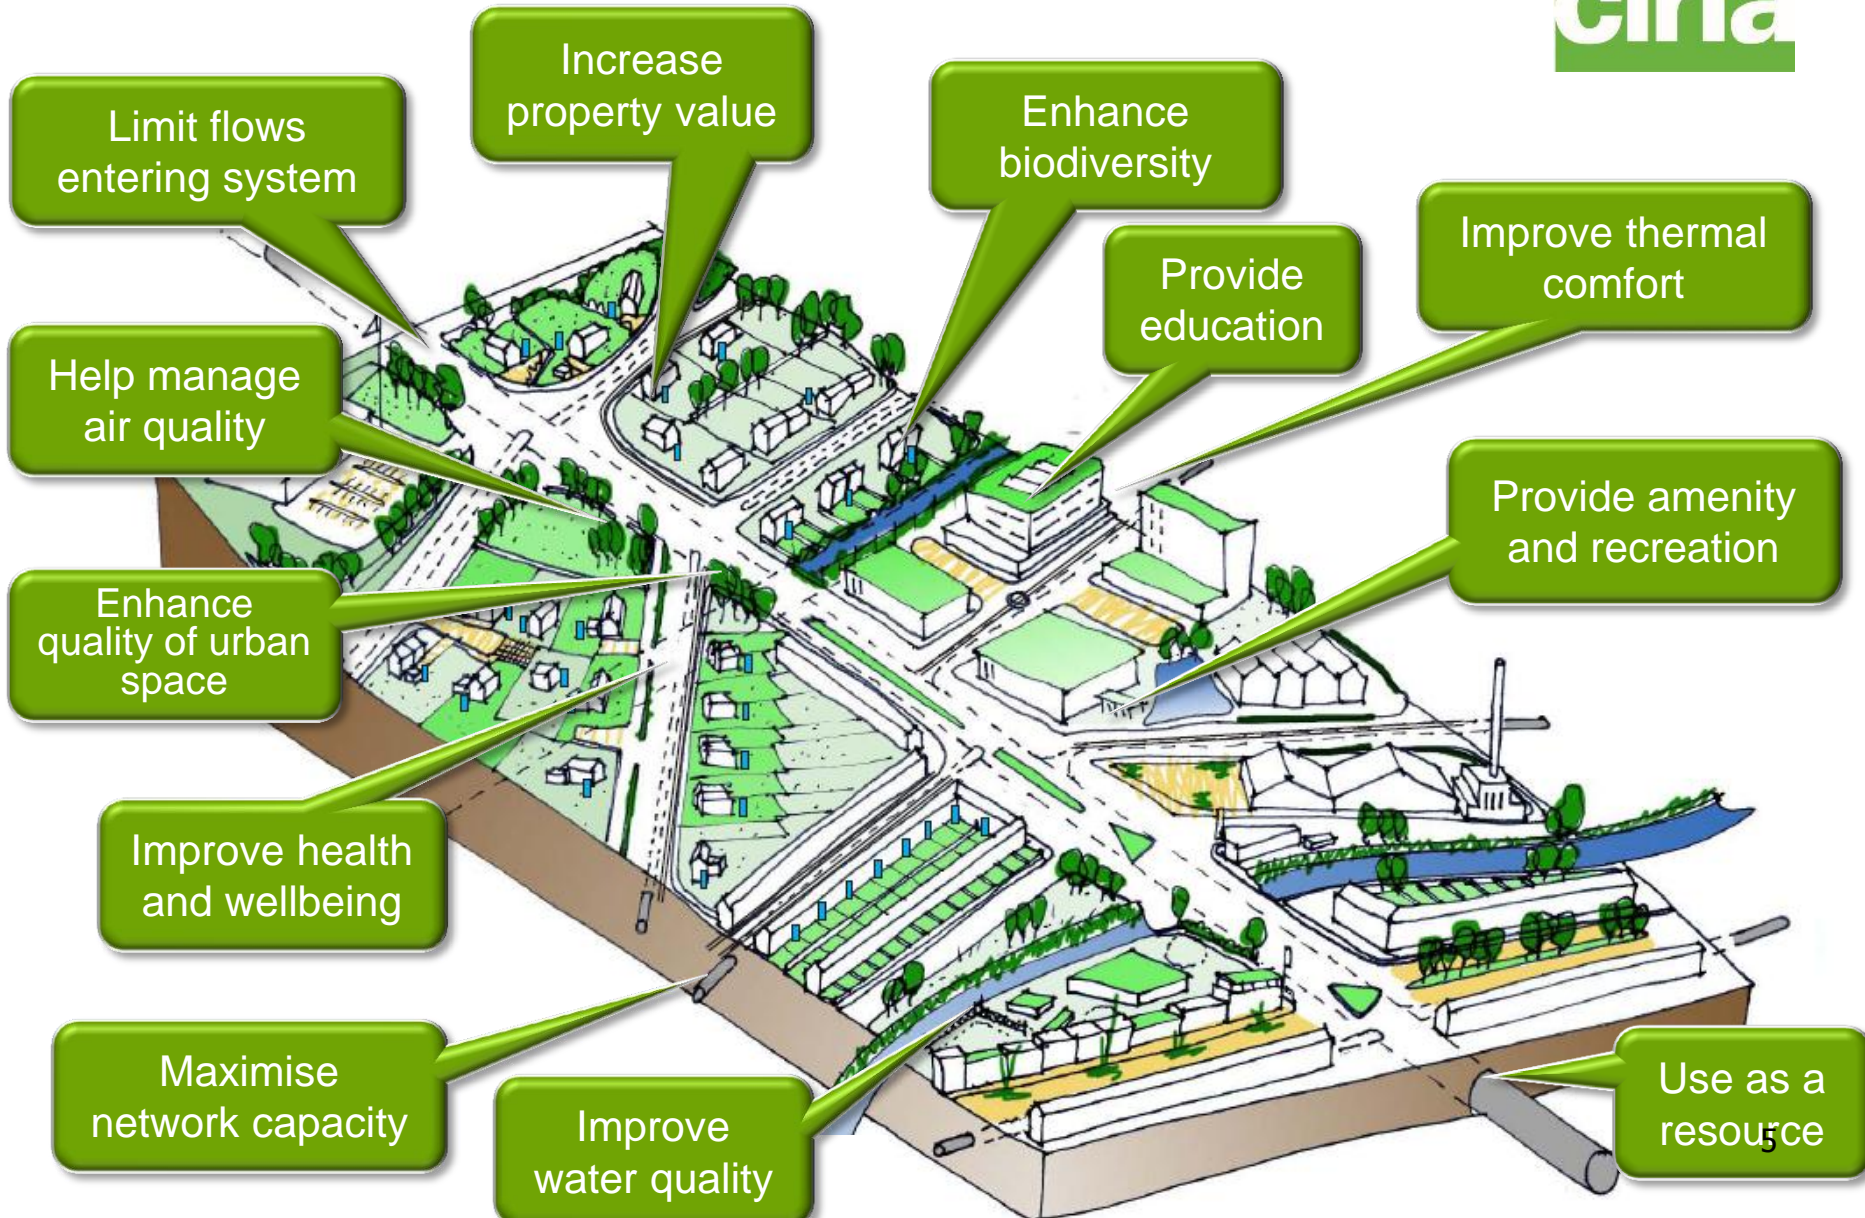 ciria
Increase
property value
Limit flows
entering system
Enhance
biodiversity
Improve thermal
comfort
Provide
education
Help manage
air quality
Provide amenity
and recreation
Enhance
quality of urban
space
Improve health
and wellbeing
Maximise
network capacity
Improve
water quality
Use as a
resource
5